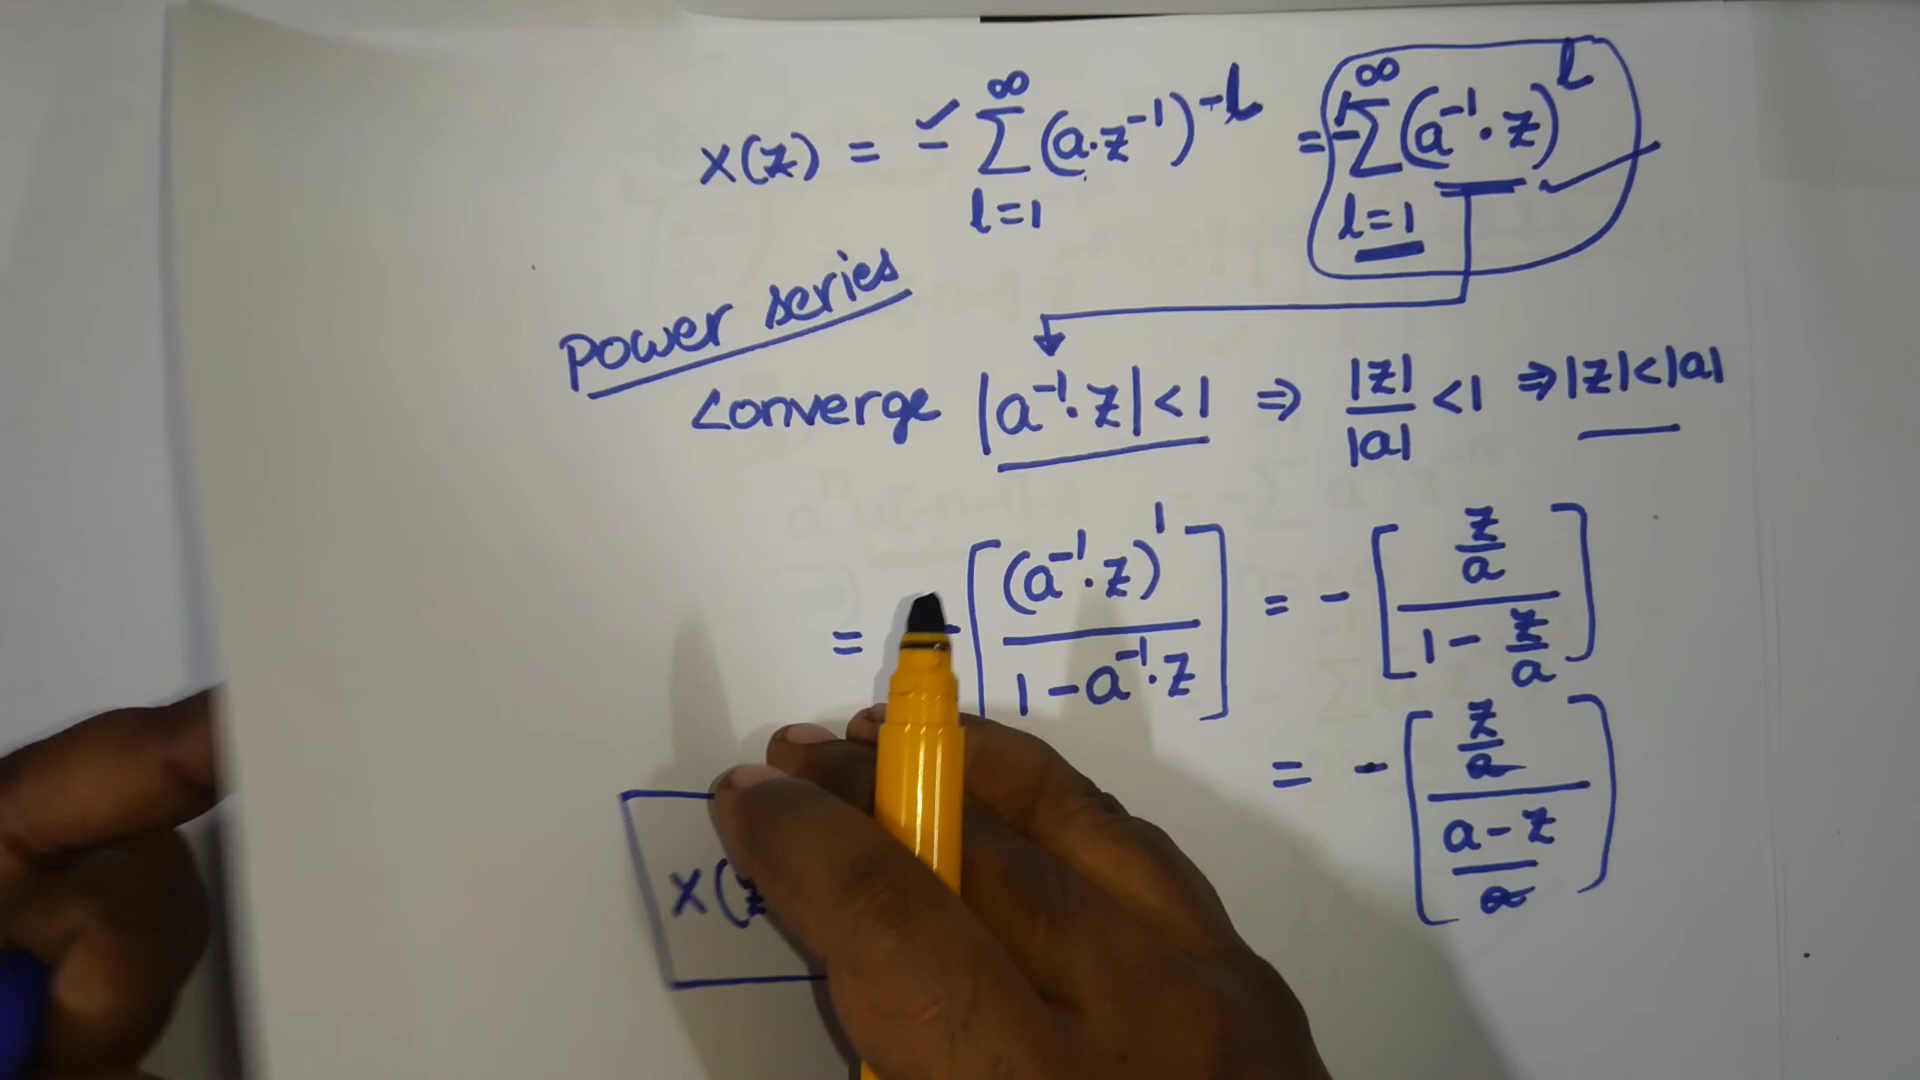 ∞ ∞
X(z) = - Σ (a·z⁻¹)⁻ˡ = -Σ (a⁻¹·z)ˡ
l=1 l=1
Power series
Converge |a⁻¹·z|<1 ⇒ |z|/|a| <1 ⇒ |z|<|a|
= -[(a⁻¹·z)¹ / 1-a⁻¹·z] = -[z/a / 1 - z/a]
= -[z/a / a-z/a]
X(z